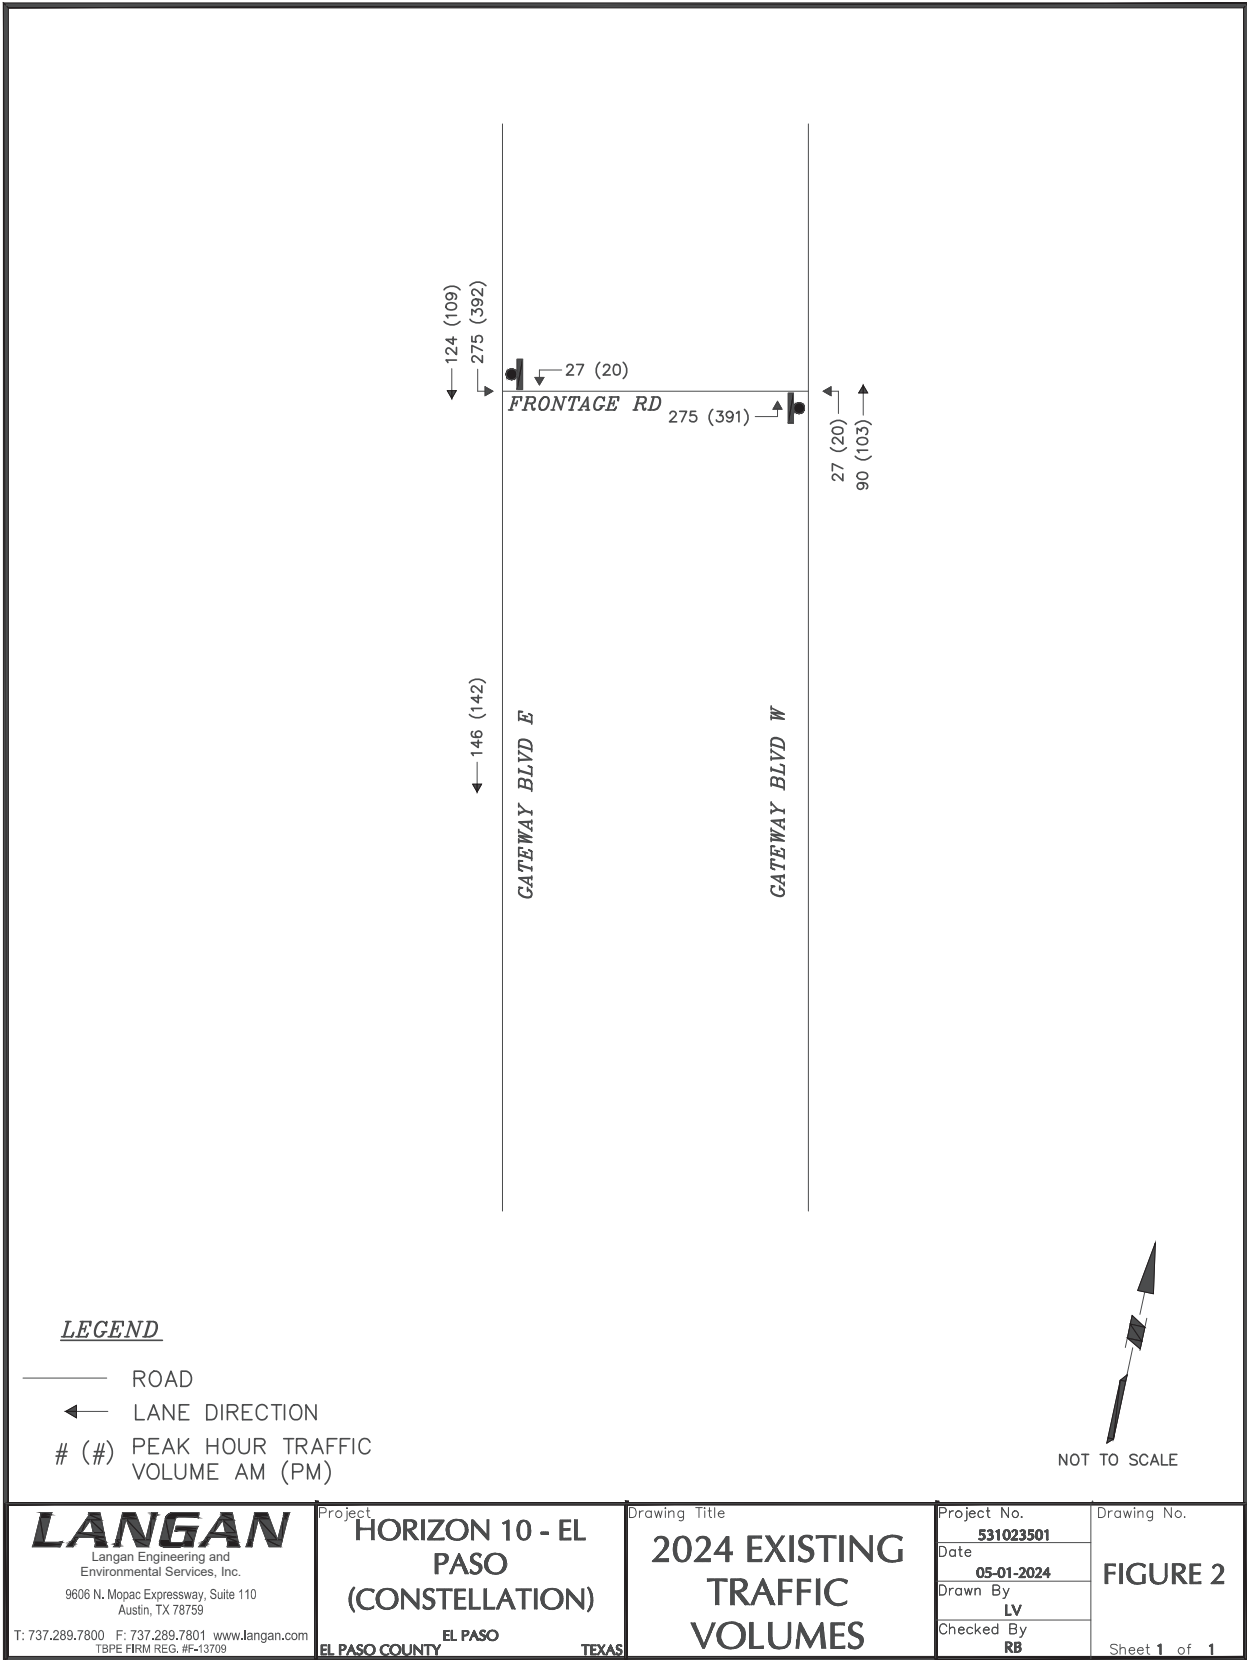 124 (109)
275 (392)
27 (20)
FRONTAGE RD
275 (391)
27 (20)
90 (103)
146 (142)
GATEWAY BLVD E
GATEWAY BLVD W
LEGEND
ROAD
LANE DIRECTION
# (#) PEAK HOUR TRAFFIC
VOLUME AM (PM)
NOT TO SCALE
LANGAN
Langan Engineering and
Environmental Services, Inc.
9606 N. Mopac Expressway, Suite 110
Austin, TX 78759
T: 737.289.7800 F: 737.289.7801 www.langan.com
TBPE FIRM REG. #F-13709
Project
HORIZON 10 - EL
PASO
(CONSTELLATION)
EL PASO
EL PASO COUNTY TEXAS
Drawing Title
2024 EXISTING
TRAFFIC
VOLUMES
Project No.
531023501
Date
05-01-2024
Drawn By
LV
Checked By
RB
Drawing No.
FIGURE 2
Sheet 1 of 1